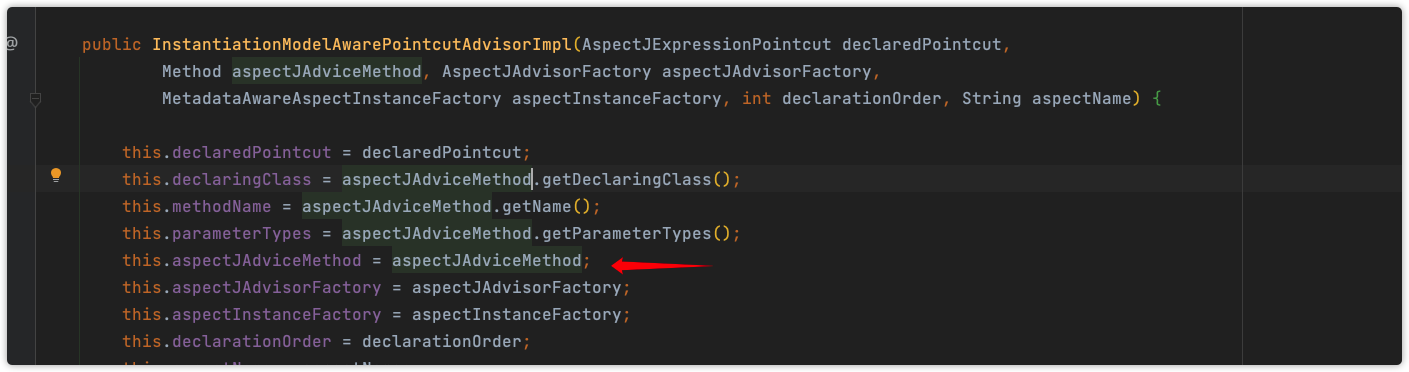 @ public InstantiationModelAwarePointcutAdvisorImpl(AspectJExpressionPointcut declaredPointcut,
Method aspectJAdviceMethod, AspectJAdvisorFactory aspectJAdvisorFactory,
MetadataAwareAspectInstanceFactory aspectInstanceFactory, int declarationOrder, String aspectName) {
this.declaredPointcut = declaredPointcut;
this.declaringClass = aspectJAdviceMethod.getDeclaringClass();
this.methodName = aspectJAdviceMethod.getName();
this.parameterTypes = aspectJAdviceMethod.getParameterTypes();
this.aspectJAdviceMethod = aspectJAdviceMethod;
this.aspectJAdvisorFactory = aspectJAdvisorFactory;
this.aspectInstanceFactory = aspectInstanceFactory;
this.declarationOrder = declarationOrder;